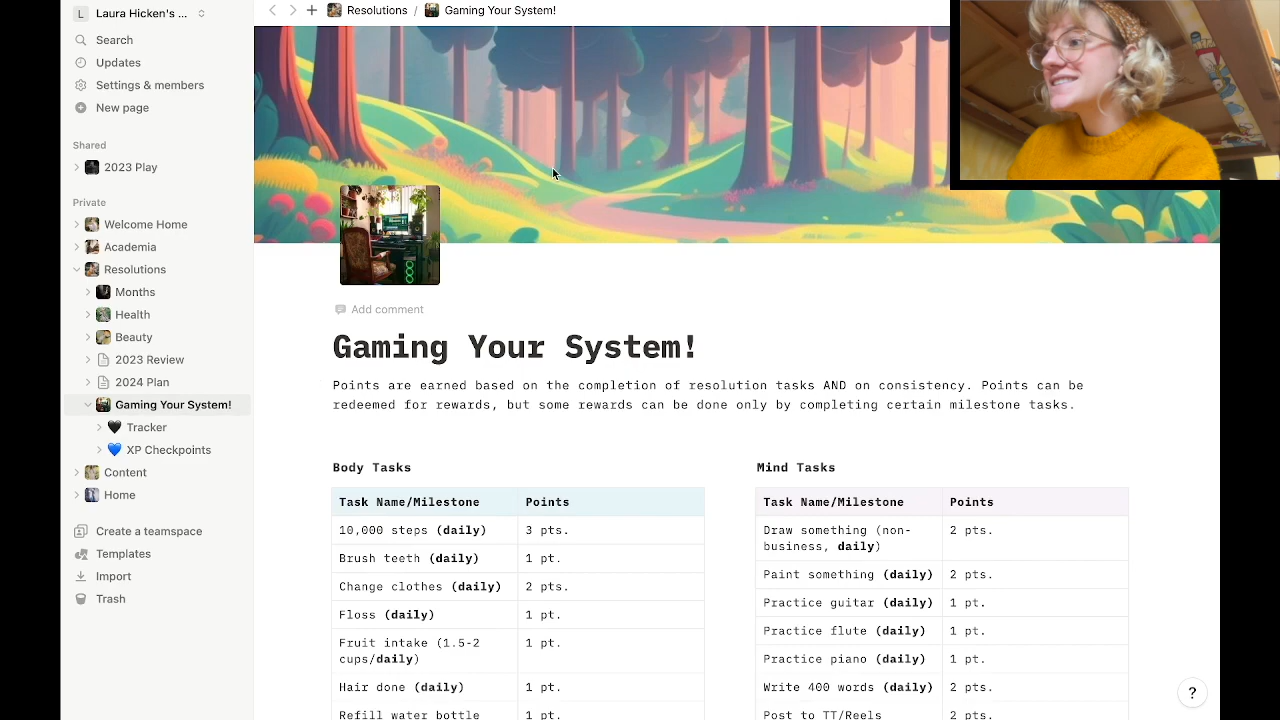 L Laura Hicken's ...
Search
Updates
Settings & members
New page
Shared
2023 Play
Private
Welcome Home
Academia
Resolutions
Months
Health
Beauty
2023 Review
2024 Plan
Gaming Your System!
Tracker
XP Checkpoints
Content
Home
Create a teamspace
Templates
Import
Trash
Resolutions / Gaming Your System!
Add comment
Gaming Your System!
Points are earned based on the completion of resolution tasks AND on consistency. Points can be
redeemed for rewards, but some rewards can be done only by completing certain milestone tasks.
Body Tasks
Task Name/Milestone Points
10,000 steps (daily) 3 pts.
Brush teeth (daily) 1 pt.
Change clothes (daily) 2 pts.
Floss (daily) 1 pt.
Fruit intake (1.5-2
cups/daily) 1 pt.
Hair done (daily) 1 pt.
Refill water bottle 1 pt.
Mind Tasks
Task Name/Milestone Points
Draw something (non-
business, daily) 2 pts.
Paint something (daily) 2 pts.
Practice guitar (daily) 1 pt.
Practice flute (daily) 1 pt.
Practice piano (daily) 1 pt.
Write 400 words (daily) 2 pts.
Post to TT/Reels 2 pts.
?